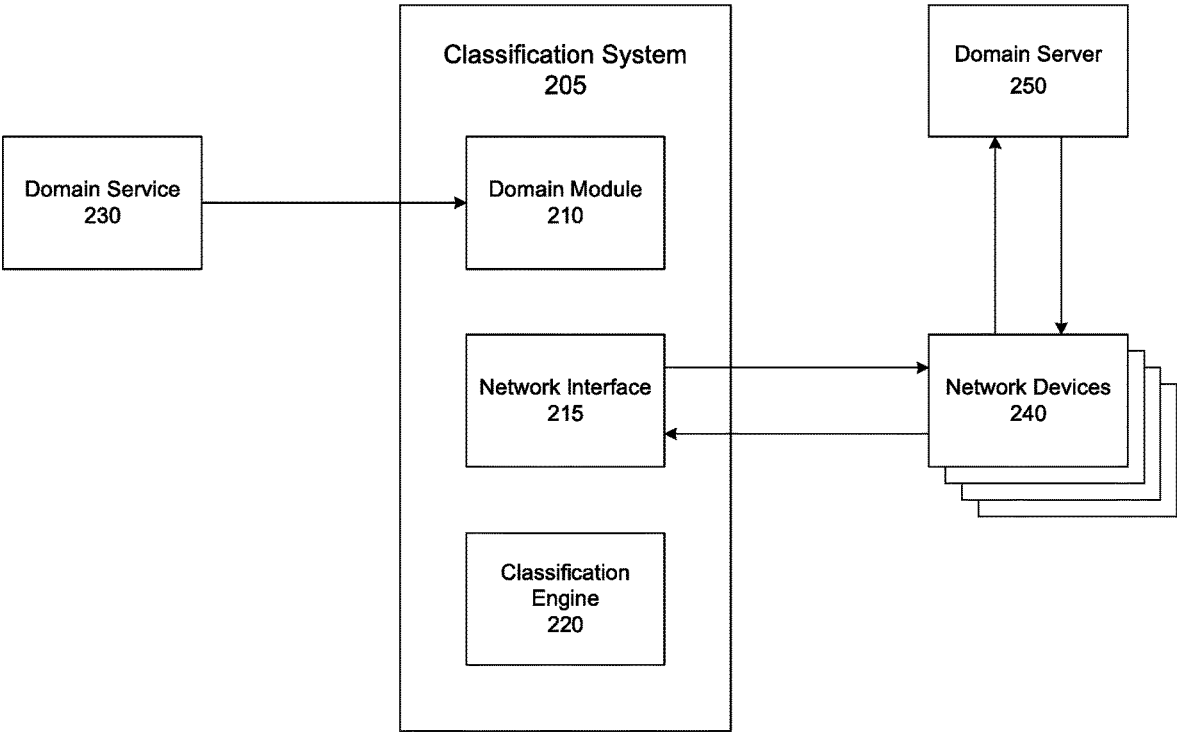 Classification System
205
Domain Server
250
Domain Service
230
Domain Module
210
Network Interface
215
Network Devices
240
Classification
Engine
220